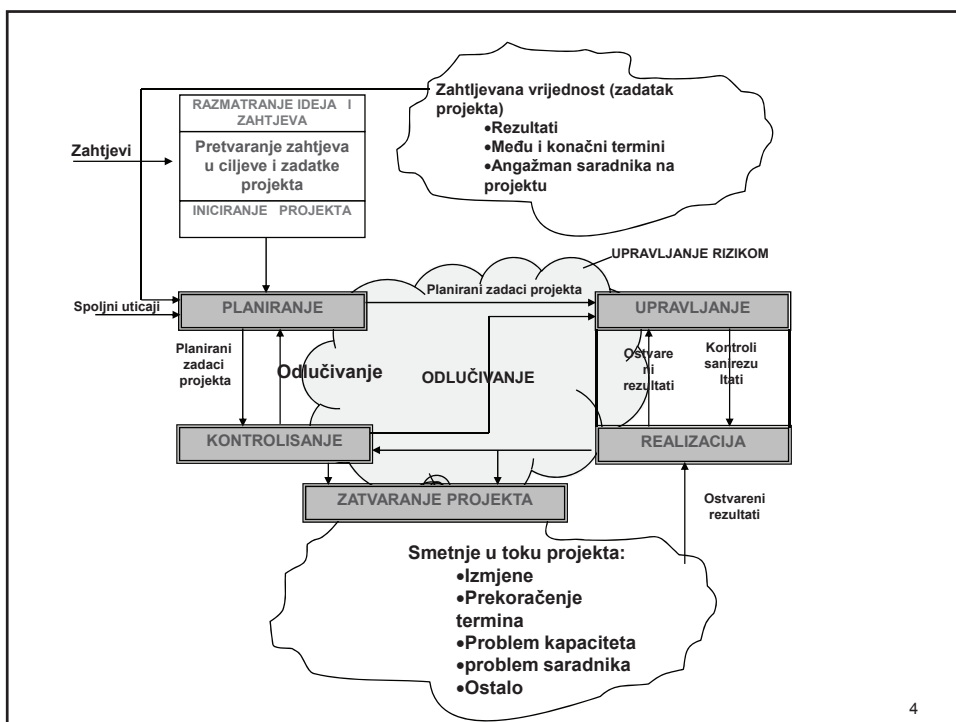 RAZMATRANJE IDEJA I
ZAHTJEVA
Pretvaranje zahtjeva
u ciljeve i zadatke
projekta
INICIRANJE PROJEKTA
Zahtjevi
Zahtljevana vrijednost (zadatak
projekta)
•Rezultati
•Među i konačni termini
•Angažman saradnika na
projektu
UPRAVLJANJE RIZIKOM
Spoljni uticaji
PLANIRANJE
Planirani zadaci projekta
UPRAVLJANJE
Planirani
zadaci
projekta
Odlučivanje
ODLUČIVANJE
Ostvare
ni
rezultati
Kontroli
sanirezu
ltati
KONTROLISANJE
REALIZACIJA
ZATVARANJE PROJEKTA
Ostvareni
rezultati
Smetnje u toku projekta:
•Izmjene
•Prekoračenje
termina
•Problem kapaciteta
•problem saradnika
•Ostalo
4